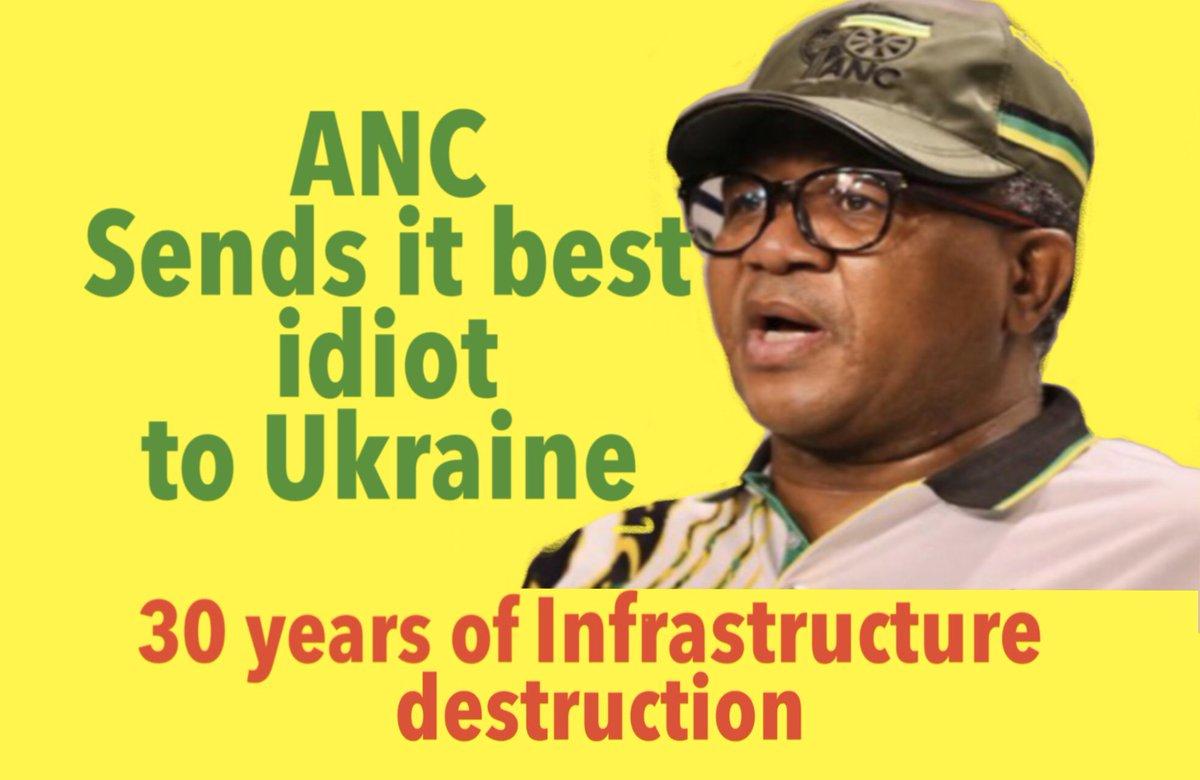 ANC
ANC
Sends it best
idiot
to Ukraine
30 years of Infrastructure
destruction